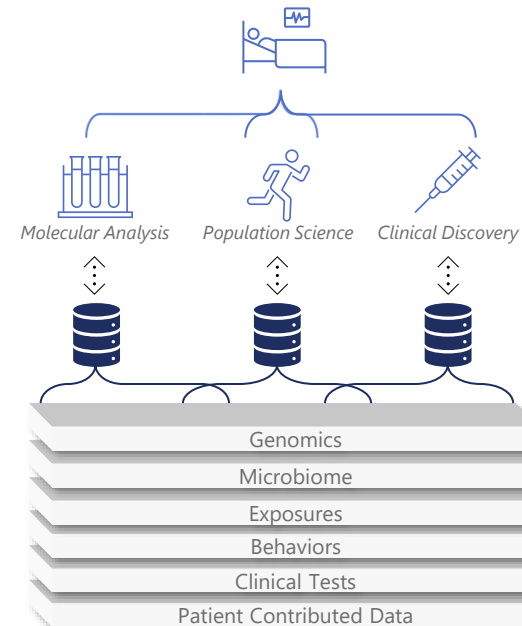 Molecular Analysis
Population Science
Clinical Discovery
Genomics
Microbiome
Exposures
Behaviors
Clinical Tests
Patient Contributed Data